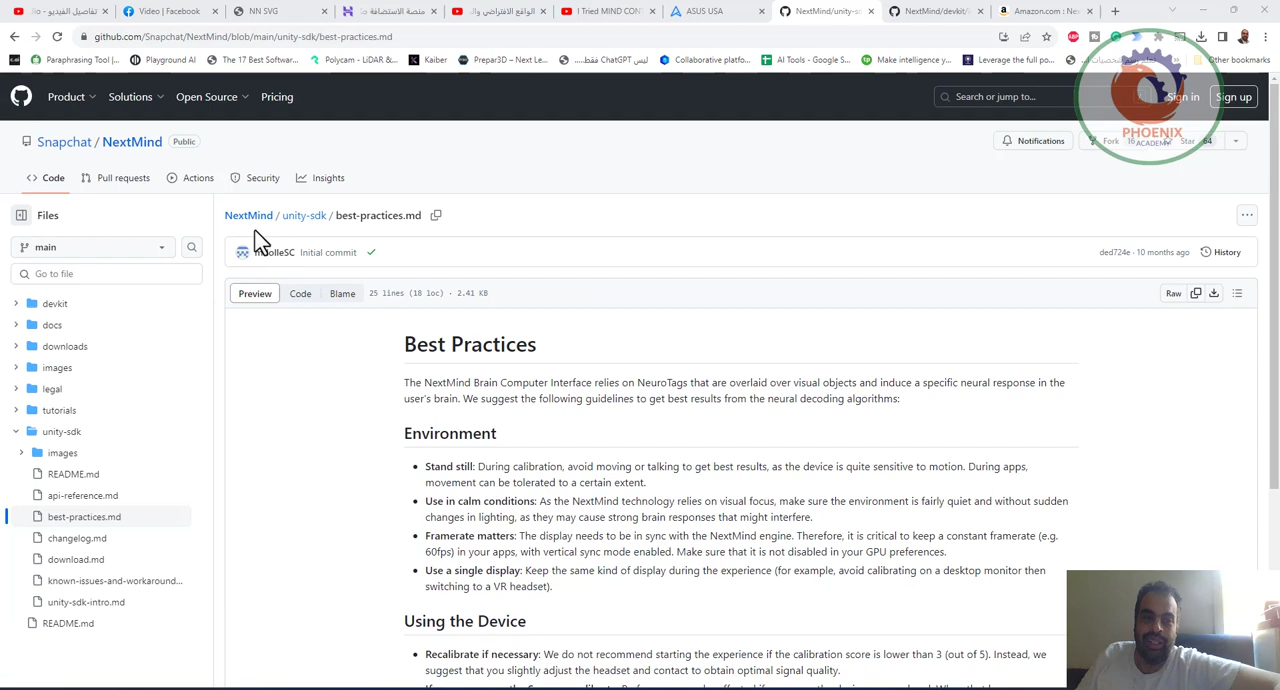 تفاصيل الفيديو - Jio
Video | Facebook
NN SVG
منصة الاستضافة
الواقع الافتراضي وال
I Tried MIND CONT
ASUS USA
NextMind/unity-sd
NextMind/devkit/i
Amazon.com : Nex
github.com/Snapchat/NextMind/blob/main/unity-sdk/best-practices.md
Paraphrasing Tool |...
Playground AI
The 17 Best Softwar...
Polycam - LiDAR &...
Kaiber
Prepar3D – Next Le...
ليس ChatGPT فقط...
Collaborative platfo...
AI Tools - Google S...
Make intelligence y...
Leverage the full po...
Other bookmarks
Product
Solutions
Open Source
Pricing
Search or jump to...
Sign in
Sign up
PHOENIX
ACADEMY
Snapchat / NextMind
Public
Notifications
Fork
Star 64
Code
Pull requests
Actions
Security
Insights
Files
NextMind / unity-sdk / best-practices.md
main
Initial commit
ded724e · 10 months ago
History
Go to file
Preview
Code
Blame
25 lines (18 loc) · 2.41 KB
Raw
devkit
docs
downloads
images
legal
tutorials
unity-sdk
images
README.md
api-reference.md
best-practices.md
changelog.md
download.md
known-issues-and-workaround...
unity-sdk-intro.md
README.md
Best Practices
The NextMind Brain Computer Interface relies on NeuroTags that are overlaid over visual objects and induce a specific neural response in the
user's brain. We suggest the following guidelines to get best results from the neural decoding algorithms:
Environment
• Stand still: During calibration, avoid moving or talking to get best results, as the device is quite sensitive to motion. During apps,
movement can be tolerated to a certain extent.
• Use in calm conditions: As the NextMind technology relies on visual focus, make sure the environment is fairly quiet and without sudden
changes in lighting, as they may cause strong brain responses that might interfere.
• Framerate matters: The display needs to be in sync with the NextMind engine. Therefore, it is critical to keep a constant framerate (e.g.
60fps) in your apps, with vertical sync mode enabled. Make sure that it is not disabled in your GPU preferences.
• Use a single display: Keep the same kind of display during the experience (for example, avoid calibrating on a desktop monitor then
switching to a VR headset).
Using the Device
• Recalibrate if necessary: We do not recommend starting the experience if the calibration score is lower than 3 (out of 5). Instead, we
suggest that you slightly adjust the headset and contact to obtain optimal signal quality.